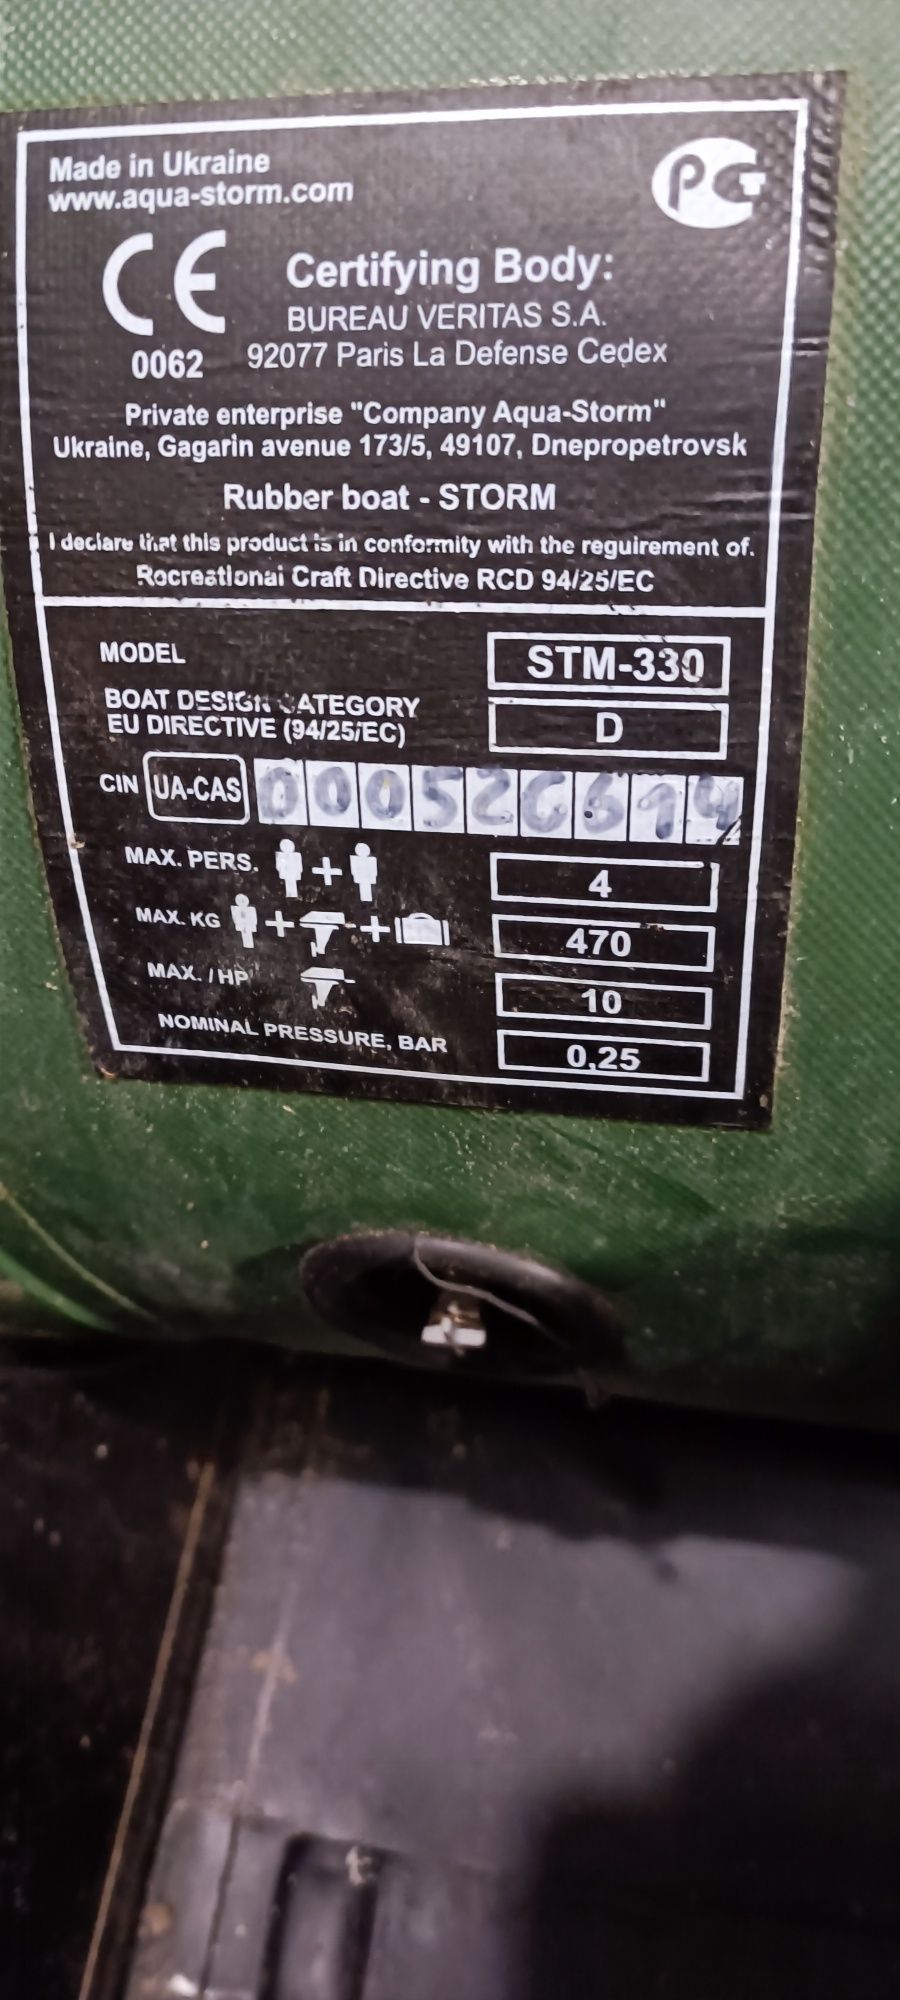 Made in Ukraine
www.aqua-storm.com
PCT
CE
0062
Certifying Body:
BUREAU VERITAS S.A.
92077 Paris La Defense Cedex
Private enterprise "Company Aqua-Storm"
Ukraine, Gagarin avenue 173/5, 49107, Dnepropetrovsk
Rubber boat - STORM
I declare that this product is in conformity with the reguirement of.
Rocreational Craft Directive RCD 94/25/EC
MODEL STM-330
BOAT DESIGN CATEGORY
EU DIRECTIVE (94/25/EC) D
CIN UA-CAS
MAX. PERS. + 4
MAX. KG + + 470
MAX. / HP 10
NOMINAL PRESSURE, BAR 0,25